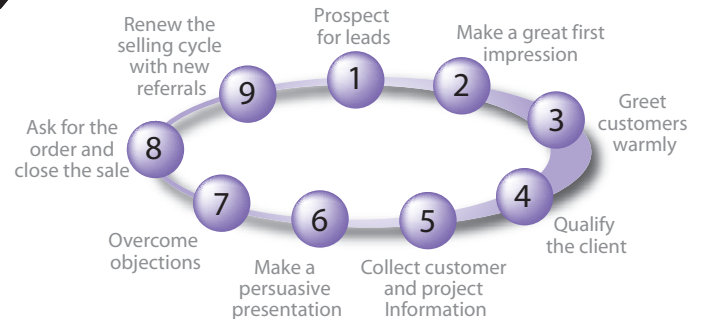 1
Prospect
for leads
2
Make a great first
impression
3
Greet
customers
warmly
4
Qualify
the client
5
Collect customer
and project
Information
6
Make a
persuasive
presentation
7
Overcome
objections
8
Ask for the
order and
close the sale
9
Renew the
selling cycle
with new
referrals